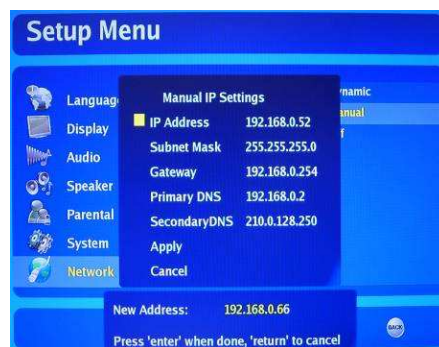 Setup Menu
Language
Display
Audio
Speaker
Parental
System
Network
Manual IP Settings
IP Address 192.168.0.52
Subnet Mask 255.255.255.0
Gateway 192.168.0.254
Primary DNS 192.168.0.2
SecondaryDNS 210.0.128.250
Apply
Cancel
New Address: 192.168.0.66
Press 'enter' when done, 'return' to cancel
BACK